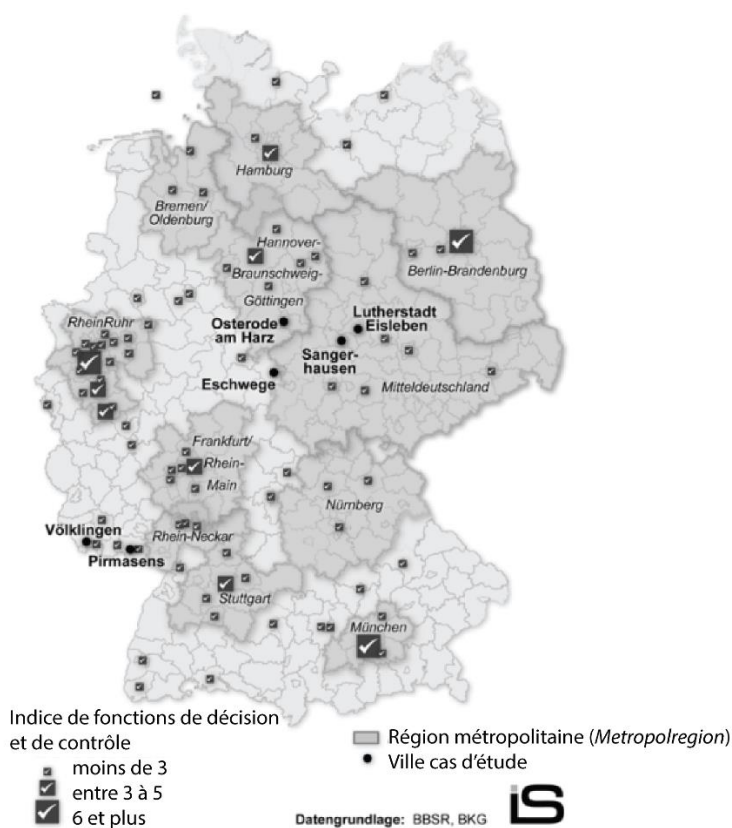 Hamburg
Bremen/
Oldenburg
Hannover-
Braunschweig-
Göttingen
Berlin-Brandenburg
RheinRuhr
Osterode
am Harz
Lutherstadt
Eisleben
Sanger-
hausen
Eschwege
Mitteldeutschland
Frankfurt/
Rhein-
Main
Nürnberg
Völklingen
Rhein-Neckar
Pirmasens
Stuttgart
München
Indice de fonctions de décision
et de contrôle
moins de 3
entre 3 à 5
6 et plus
Région métropolitaine (Metropolregion)
Ville cas d'étude
Datengrundlage: BBSR, BKG
is